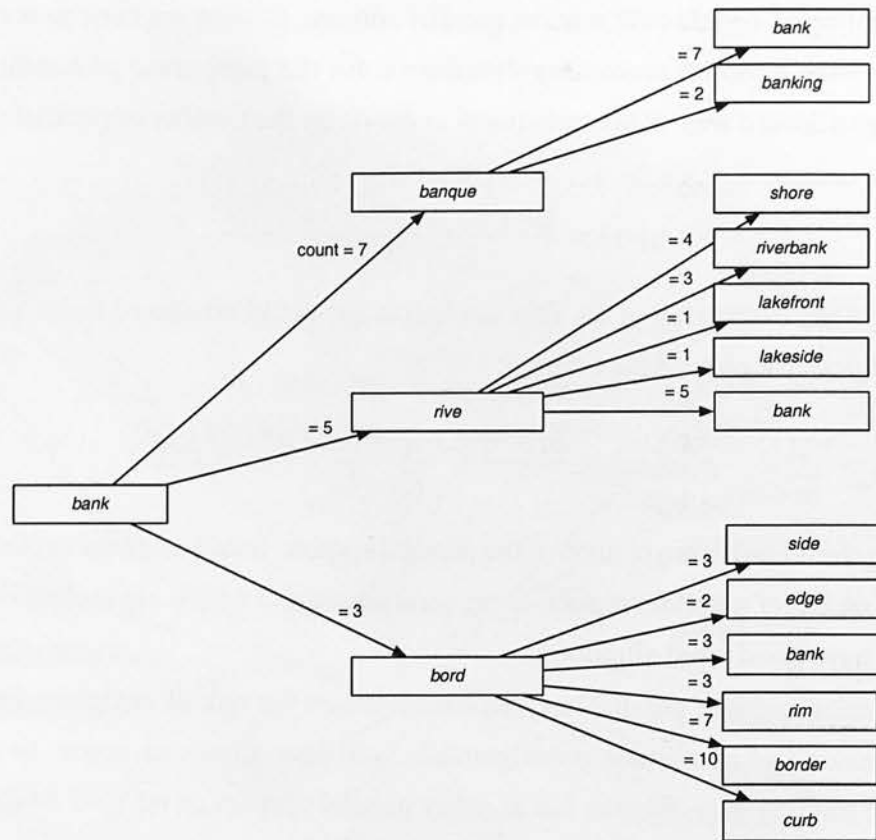 bank
= 7
banking
= 2
banque
shore
count = 7
= 4
riverbank
= 3
lakefront
= 1
lakeside
= 1
= 5
rive
bank
= 5
bank
side
= 3
edge
= 2
= 3
bank
= 3
bord
= 3
rim
= 7
border
= 10
curb